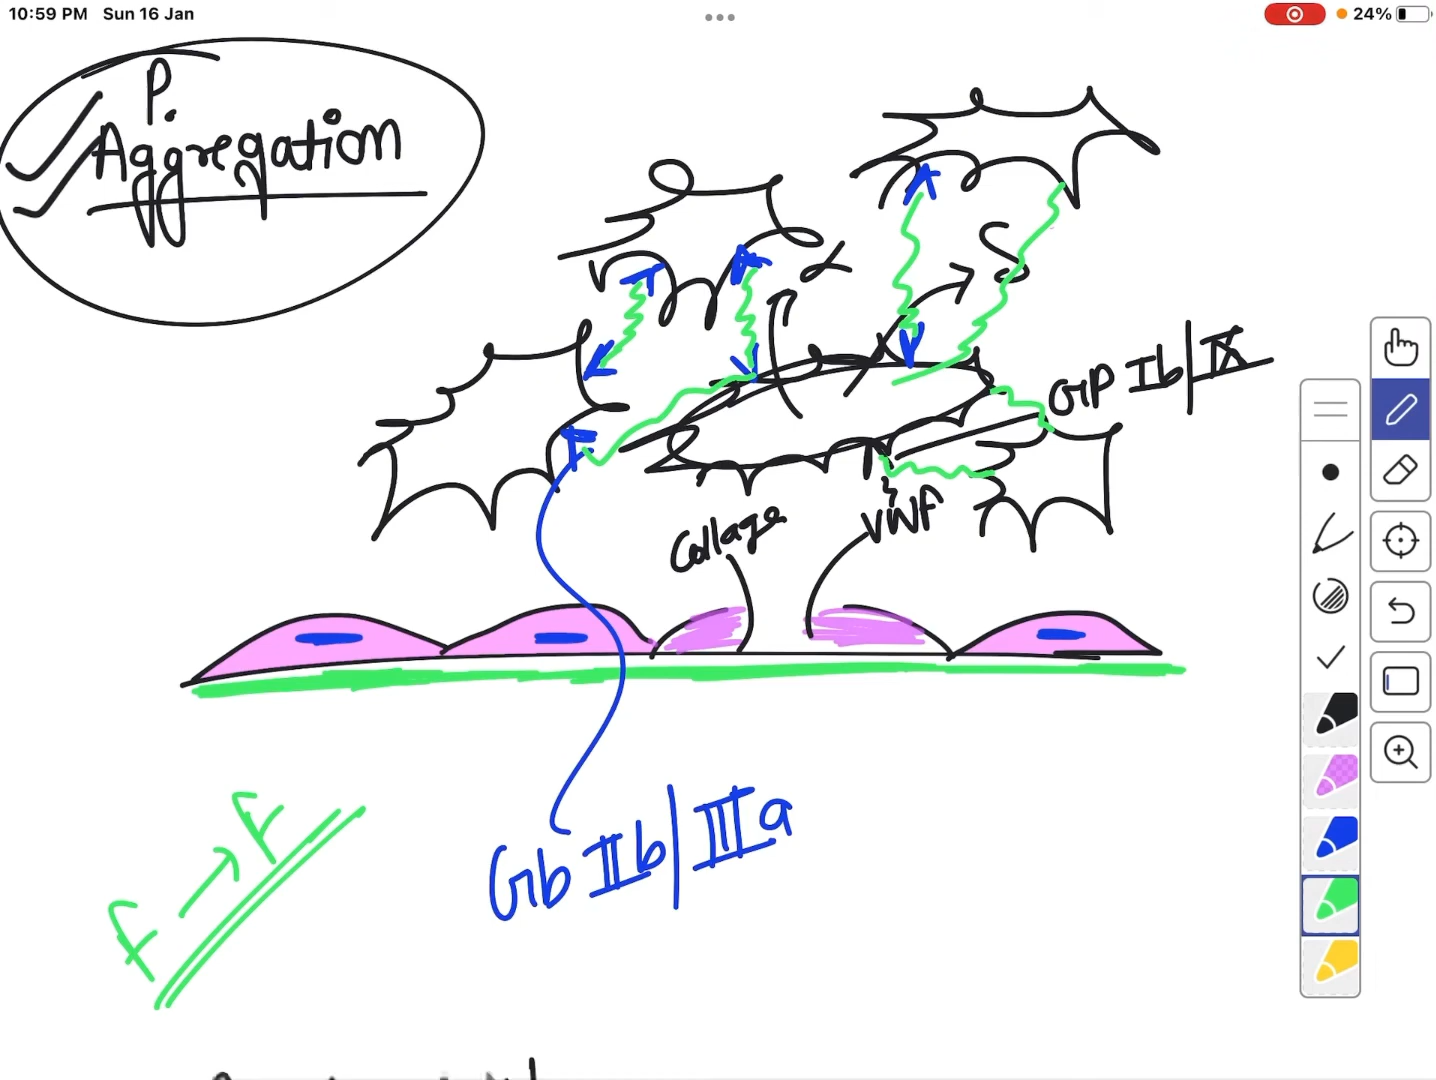 10:59 PM Sun 16 Jan
24%
P.
Aggregation
α
S
GP Ib/IX
Collage
VWF
Gb IIb/IIIa
F → F